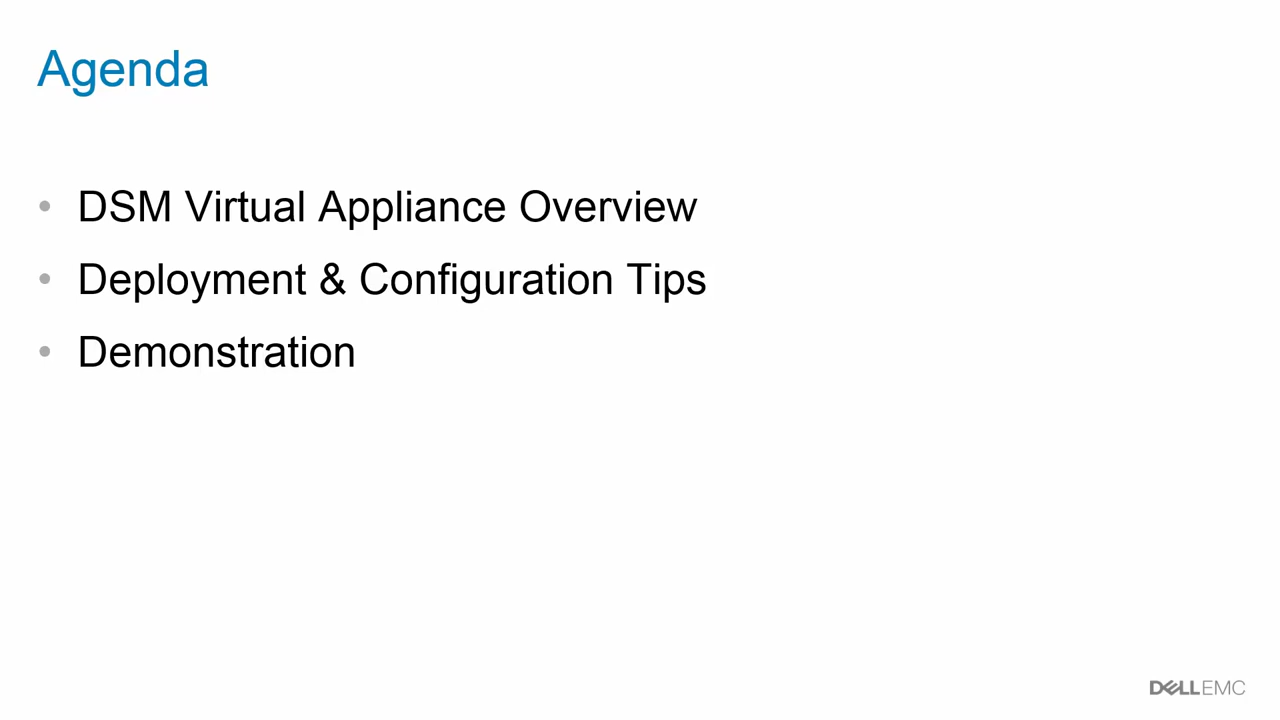 Agenda
• DSM Virtual Appliance Overview
• Deployment & Configuration Tips
• Demonstration
DELLEMC